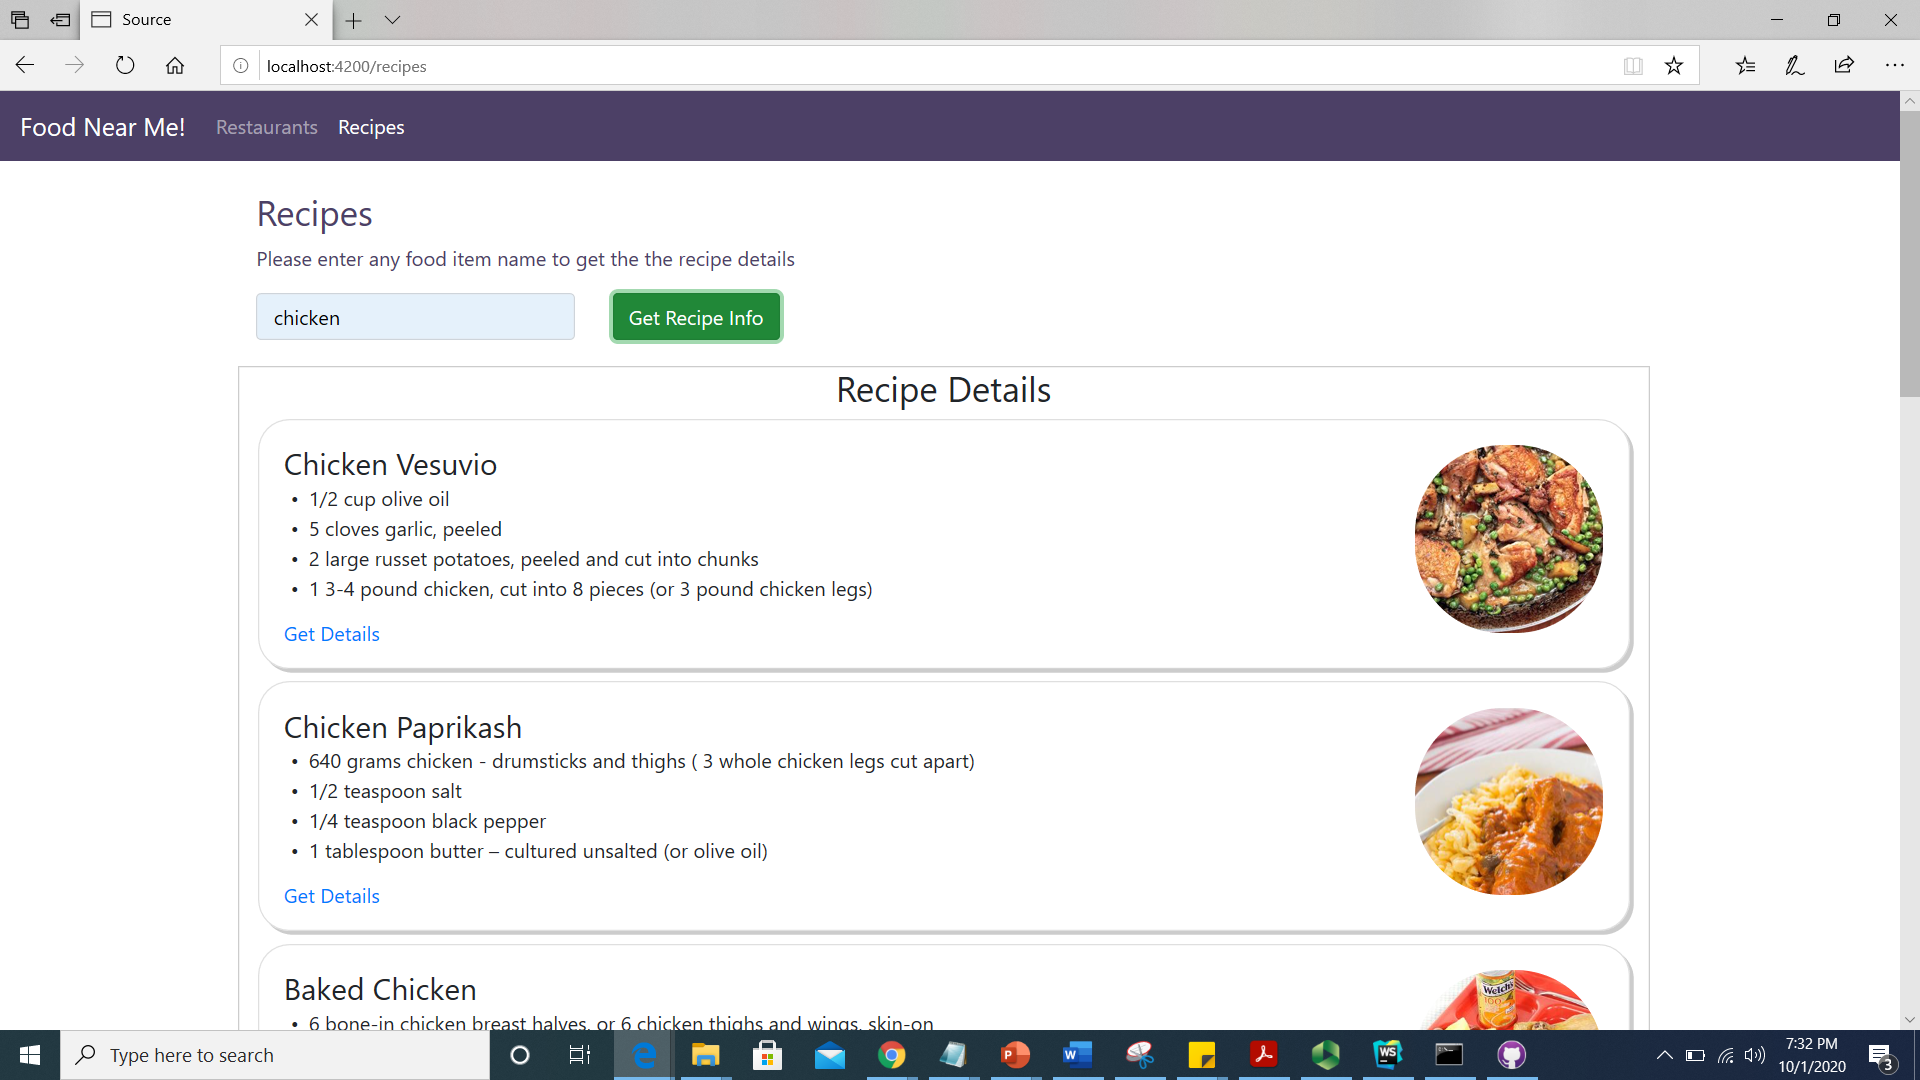 Source
localhost:4200/recipes
Food Near Me! Restaurants Recipes
Recipes
Please enter any food item name to get the the recipe details
chicken Get Recipe Info
Recipe Details
Chicken Vesuvio
• 1/2 cup olive oil
• 5 cloves garlic, peeled
• 2 large russet potatoes, peeled and cut into chunks
• 1 3-4 pound chicken, cut into 8 pieces (or 3 pound chicken legs)
Get Details
Chicken Paprikash
• 640 grams chicken - drumsticks and thighs ( 3 whole chicken legs cut apart)
• 1/2 teaspoon salt
• 1/4 teaspoon black pepper
• 1 tablespoon butter – cultured unsalted (or olive oil)
Get Details
Baked Chicken
Welch's
100
• 6 bone-in chicken breast halves, or 6 chicken thighs and wings, skin-on
Type here to search
7:32 PM
10/1/2020
3